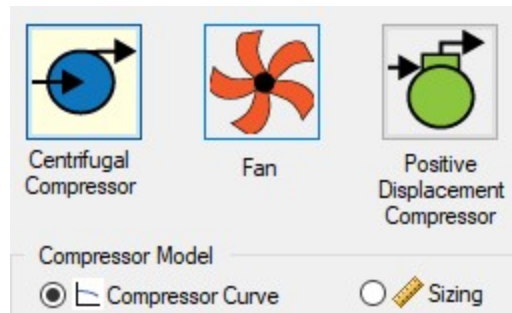 Centrifugal
Compressor
Fan
Positive
Displacement
Compressor
Compressor Model
Compressor Curve
Sizing